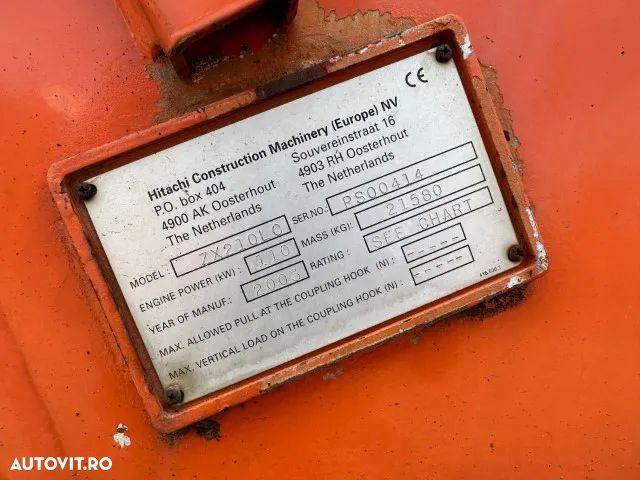 CE
Hitachi Construction Machinery (Europe) NV
P.O. box 404 Souvereinstraat 16
4900 AK Oosterhout 4903 RH Oosterhout
The Netherlands The Netherlands
MODEL: ZX210LC SER.NO.: PS00414
ENGINE POWER (kW): 110 MASS (KG): 21580
YEAR OF MANUF.: 2003 RATING: SEE CHART
MAX. ALLOWED PULL AT THE COUPLING HOOK (N): -----
MAX. VERTICAL LOAD ON THE COUPLING HOOK (N): -----
AUTOVIT.RO